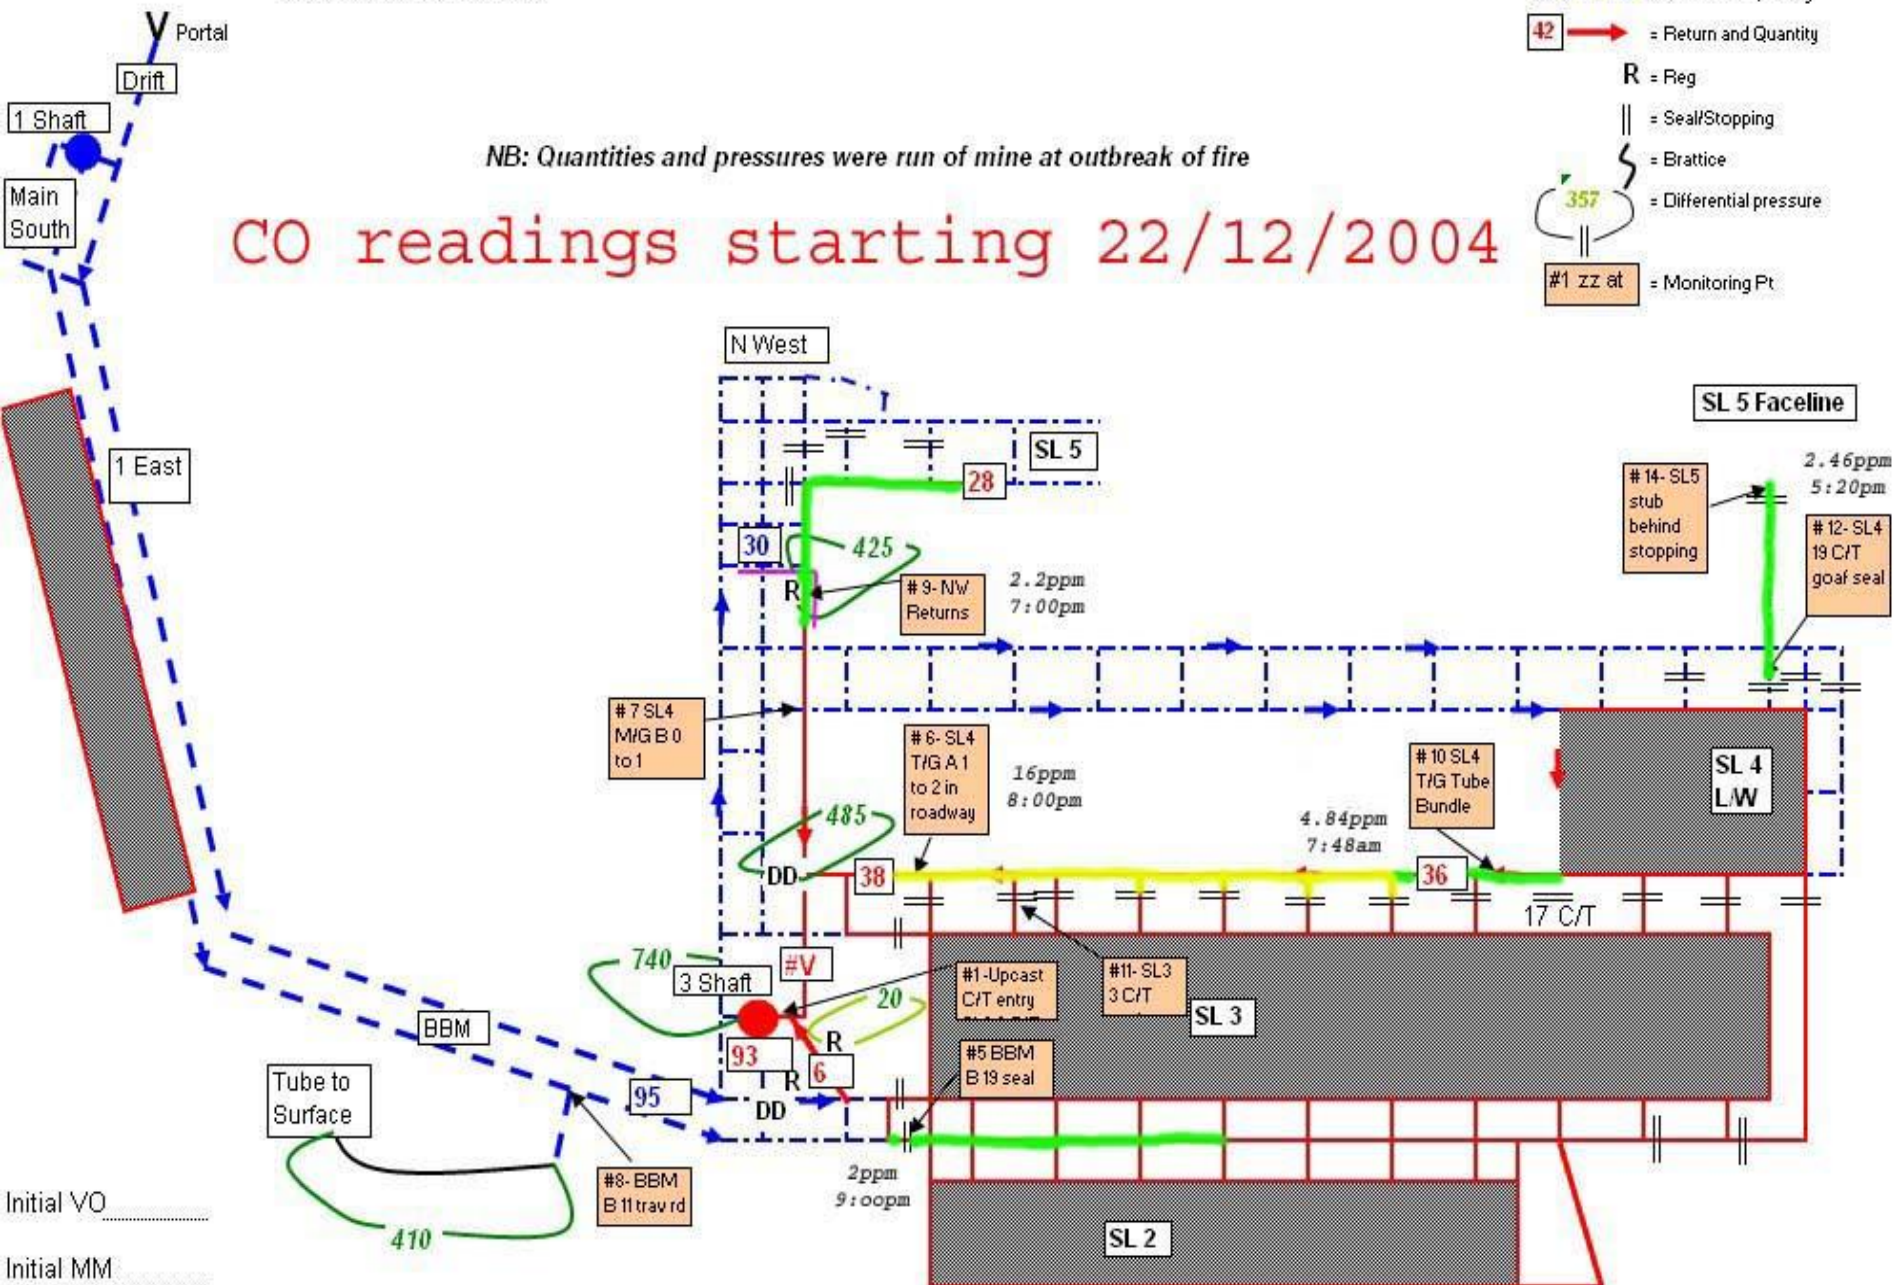 V Portal
Drift
1 Shaft
Main
South
42 = Return and Quantity
R = Reg
= Seal/Stopping
= Brattice
357 = Differential pressure
#1 zz at = Monitoring Pt
NB: Quantities and pressures were run of mine at outbreak of fire
CO readings starting 22/12/2004
N West
SL 5 Faceline
1 East
SL 5
28
# 14- SL5
stub
behind
stopping
2.46ppm
5:20pm
# 12- SL4
19 C/T
goaf seal
30
425
R
# 9- NW
Returns
2.2ppm
7:00pm
# 7 SL4
M/G B 0
to 1
# 6- SL4
T/G A 1
to 2 in
roadway
16ppm
8:00pm
# 10 SL4
T/G Tube
Bundle
4.84ppm
7:48am
SL 4
L/W
485
DD
38
36
17 C/T
740
3 Shaft
#V
#1-Upcast
C/T entry
20
#11- SL3
3 C/T
SL 3
BBM
93
R
6
R
#5 BBM
B 19 seal
Tube to
Surface
95
DD
#8- BBM
B 11 trav rd
2ppm
9:oopm
410
SL 2
Initial VO
Initial MM